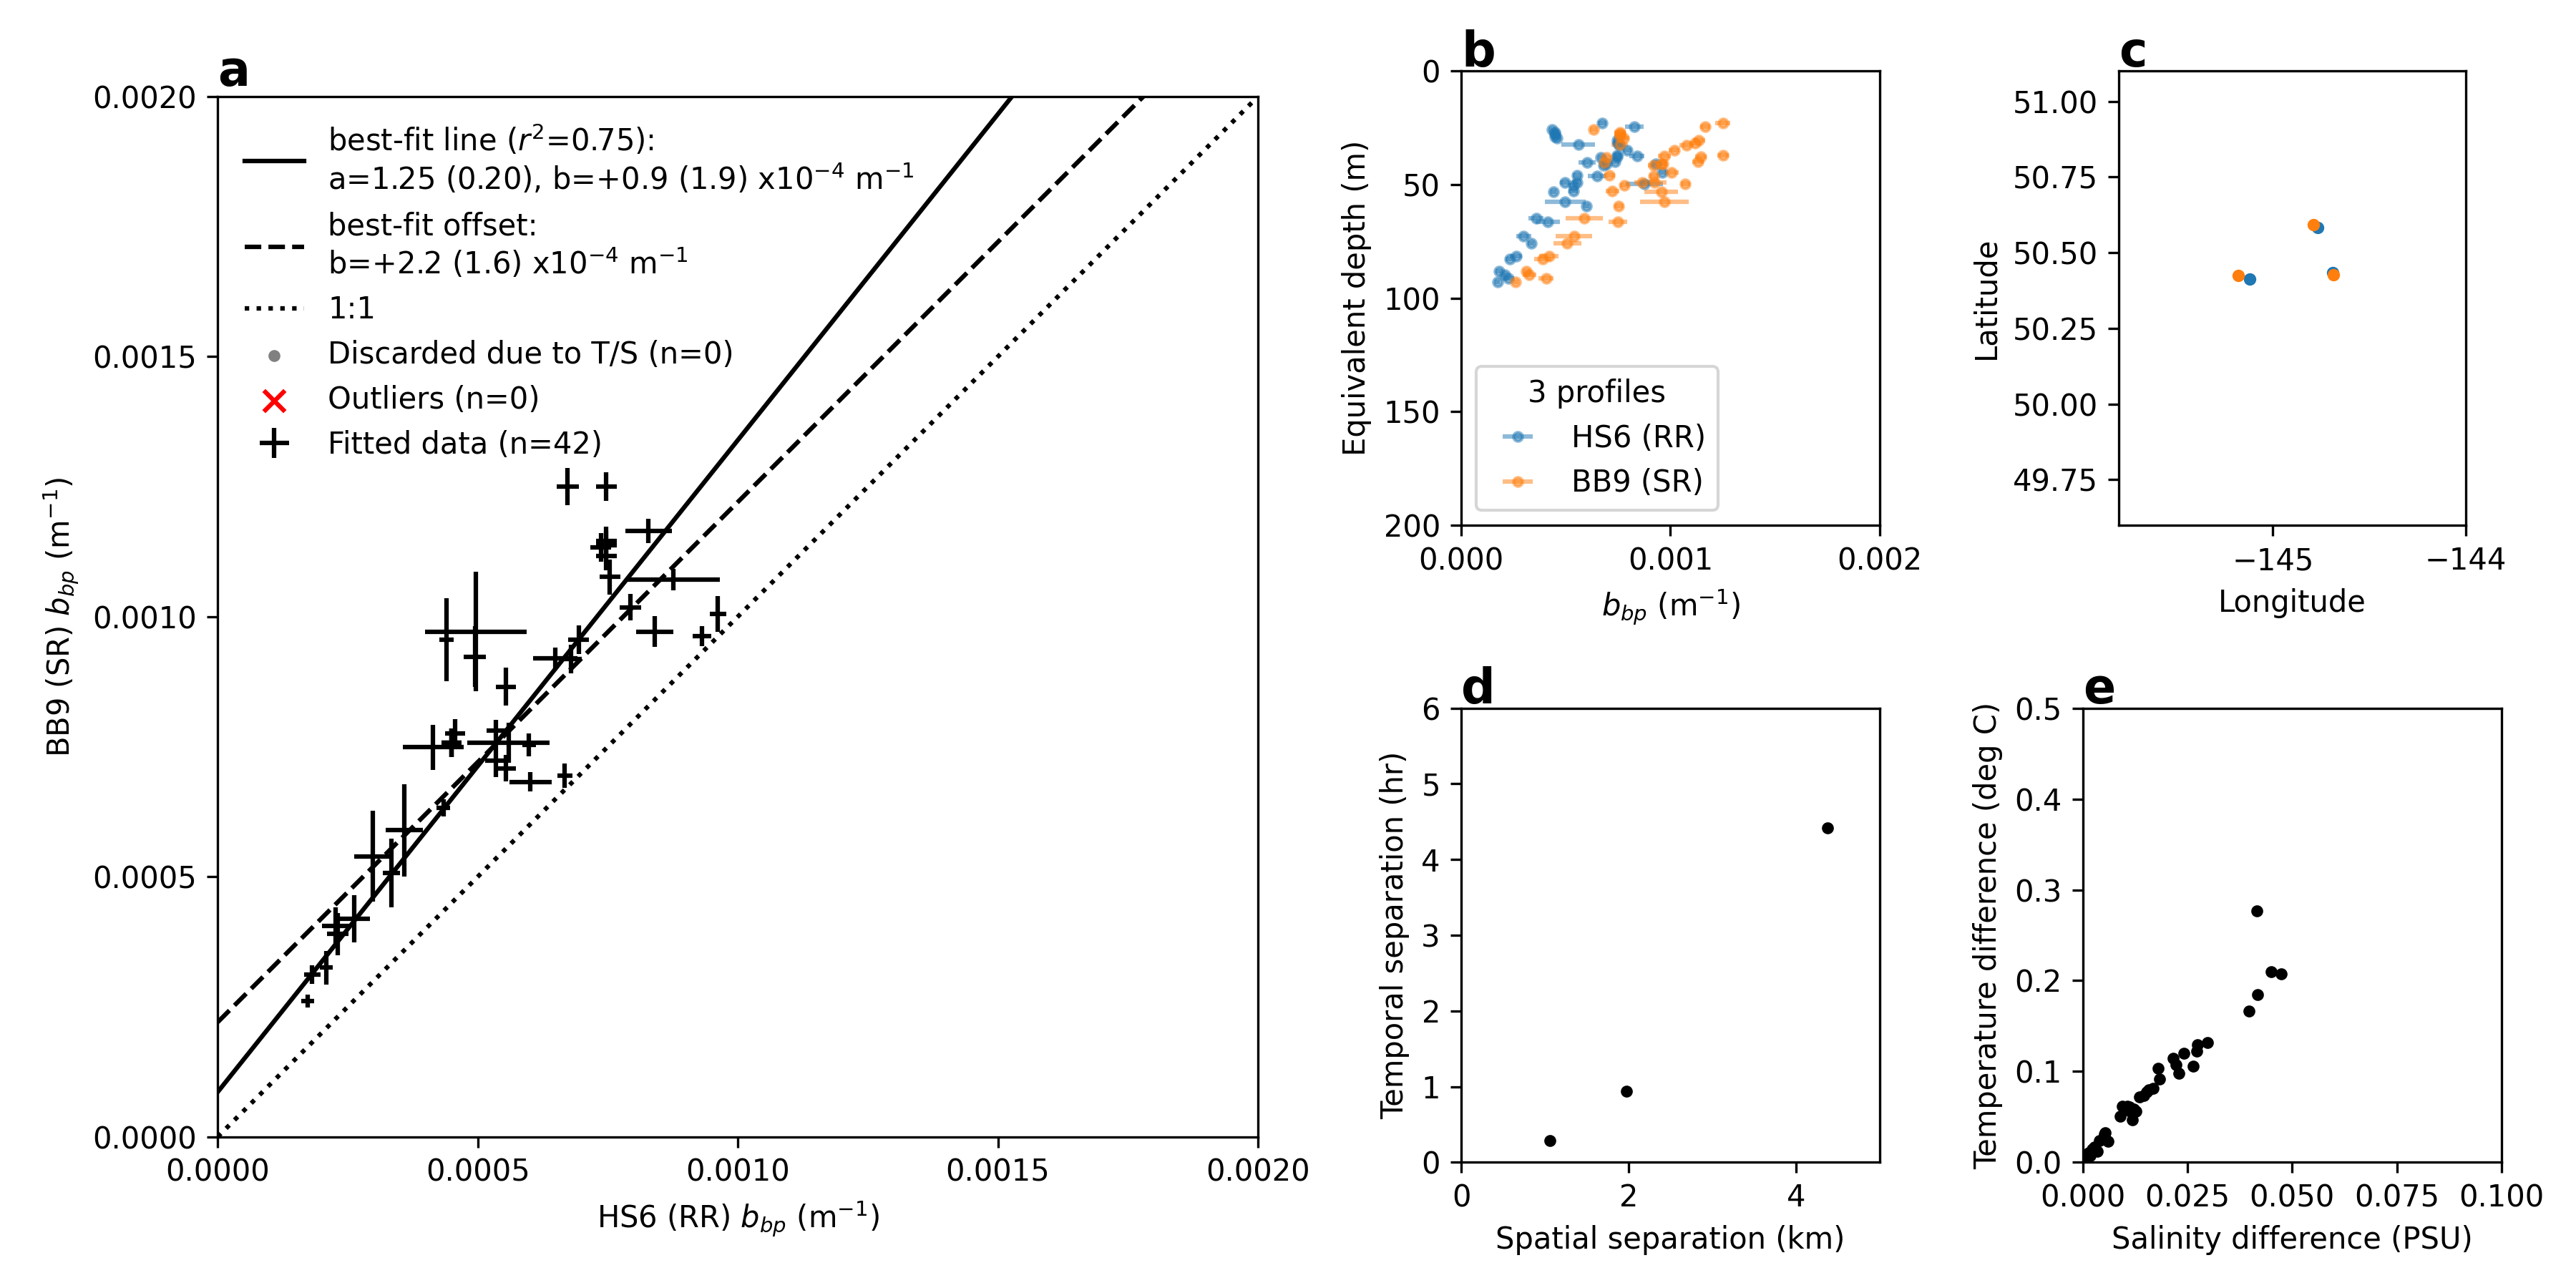 a
0.0020
0.0015
0.0010
0.0005
0.0000
BB9 (SR) b_bp (m⁻¹)
best-fit line (r²=0.75):
a=1.25 (0.20), b=+0.9 (1.9) x10⁻⁴ m⁻¹
best-fit offset:
b=+2.2 (1.6) x10⁻⁴ m⁻¹
1:1
Discarded due to T/S (n=0)
Outliers (n=0)
Fitted data (n=42)
0.0000 0.0005 0.0010 0.0015 0.0020
HS6 (RR) b_bp (m⁻¹)
b
0
50
100
150
200
Equivalent depth (m)
3 profiles
HS6 (RR)
BB9 (SR)
0.000 0.001 0.002
b_bp (m⁻¹)
c
51.00
50.75
50.50
50.25
50.00
49.75
Latitude
−145 −144
Longitude
d
6
5
4
3
2
1
0
Temporal separation (hr)
0 2 4
Spatial separation (km)
e
0.5
0.4
0.3
0.2
0.1
0.0
Temperature difference (deg C)
0.000 0.025 0.050 0.075 0.100
Salinity difference (PSU)